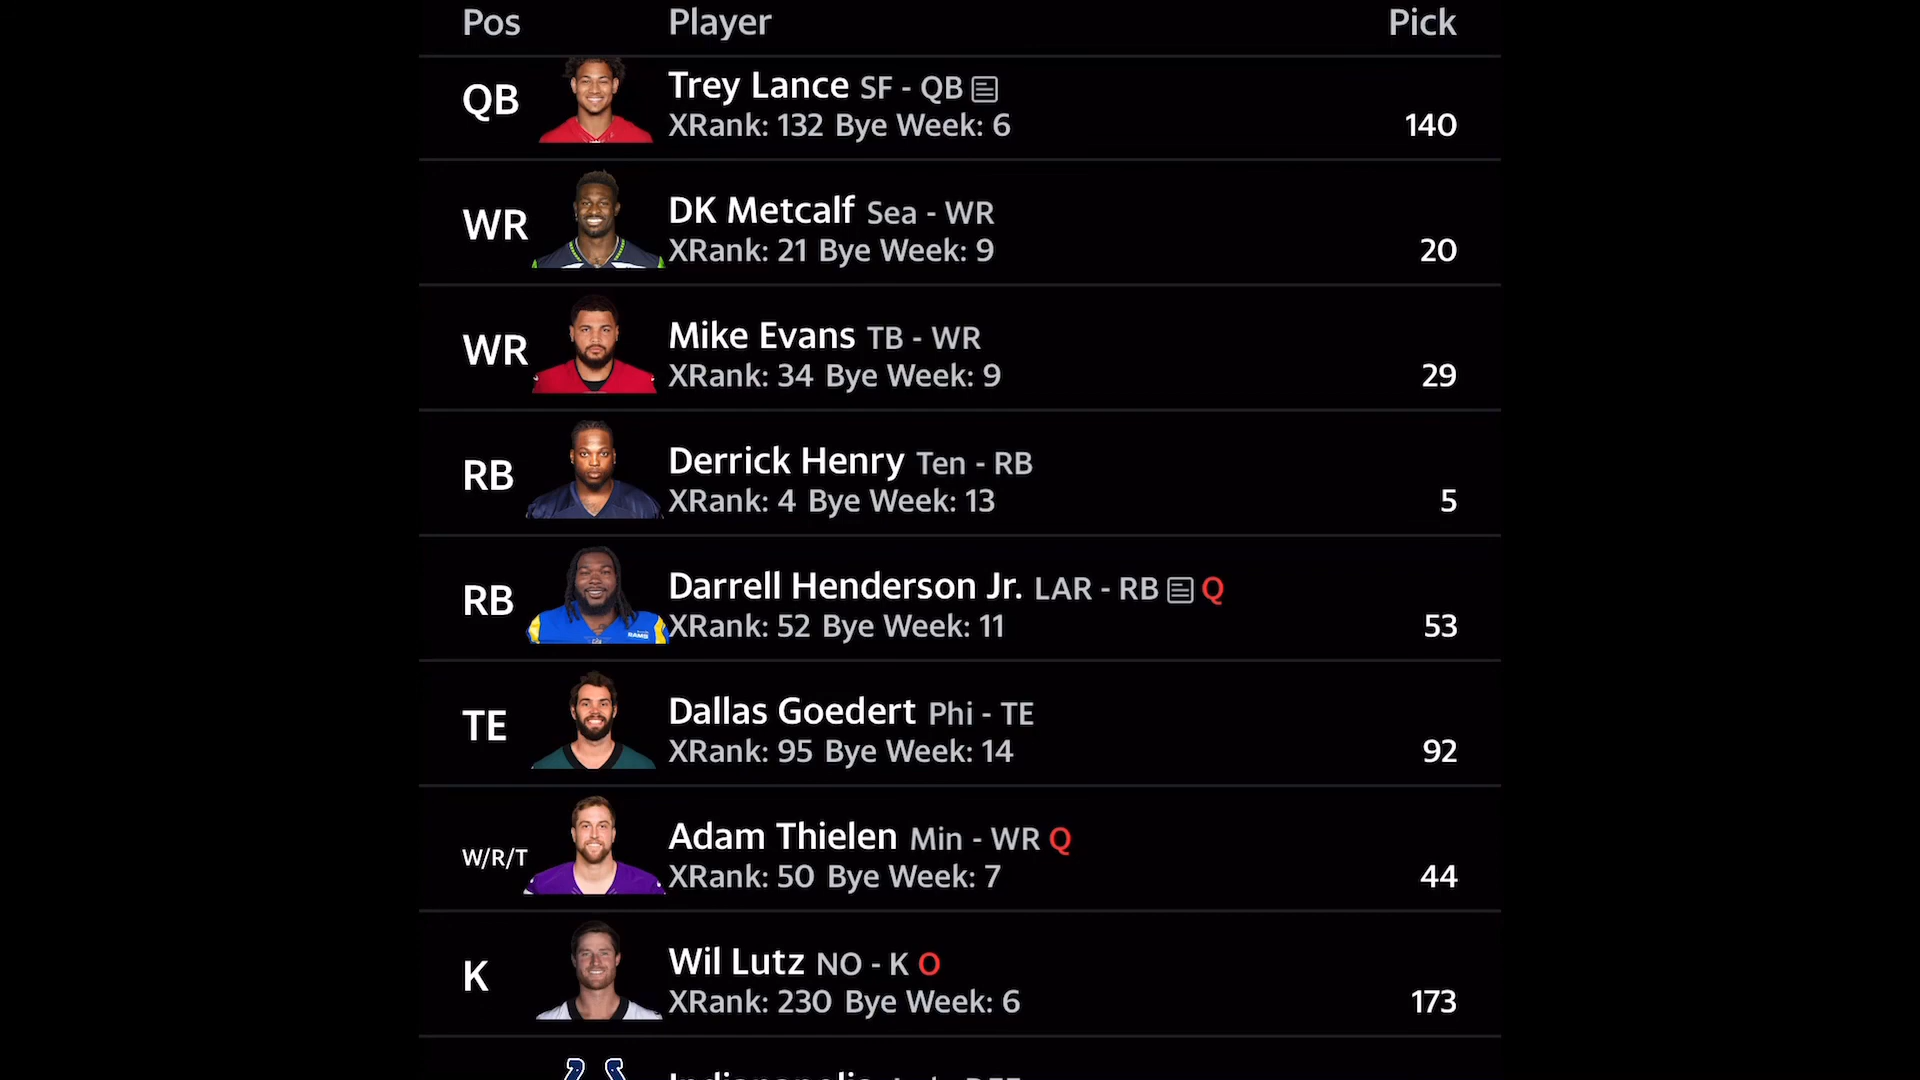 Pos Player Pick
QB Trey Lance SF - QB
XRank: 132 Bye Week: 6 140
WR DK Metcalf Sea - WR
XRank: 21 Bye Week: 9 20
WR Mike Evans TB - WR
XRank: 34 Bye Week: 9 29
RB Derrick Henry Ten - RB
XRank: 4 Bye Week: 13 5
RB Darrell Henderson Jr. LAR - RB Q
RAMS XRank: 52 Bye Week: 11 53
TE Dallas Goedert Phi - TE
XRank: 95 Bye Week: 14 92
W/R/T Adam Thielen Min - WR Q
XRank: 50 Bye Week: 7 44
K Wil Lutz NO - K O
XRank: 230 Bye Week: 6 173
Indianapolis